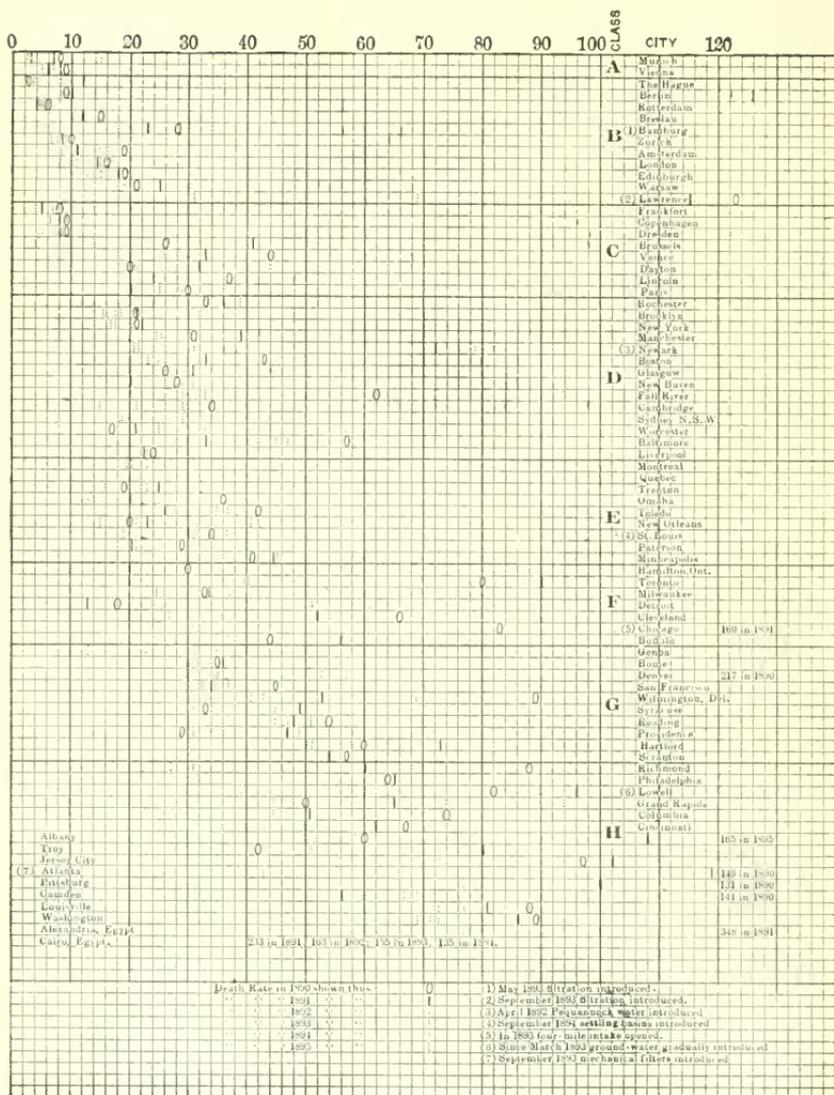 0 10 20 30 40 50 60 70 80 90 100 CLASS CITY 120
A
Munich
Vienna
The Hague
Berlin
Rotterdam
Breslau
B (1) Bamburg
Zurich
Amsterdam
London
Edinburgh
Warsaw
(2) Lawrence
Frankfort
Copenhagen
Dresden
C Brussels
Venice
Dayton
Lincoln
Paris
Rochester
Brooklyn
New York
Manchester
(3) Newark
Boston
D Glasgow
New Haven
Fall River
Cambridge
Sydney N.S.W.
Worcester
Baltimore
Liverpool
Montreal
Quebec
Trenton
Omaha
E Toledo
New Orleans
(4) St. Louis
Paterson
Minneapolis
Hamilton, Ont.
Toronto
F Milwaukee
Detroit
Cleveland
(5) Chicago 160 in 1891
Buffalo
Genoa
Rome
Denver 217 in 1890
San Francisco
G Wilmington, Del.
Syracuse
Reading
Providence
Hartford
Scranton
Richmond
Philadelphia
(6) Lowell
Grand Rapids
Columbia
H Cincinnati
Albany 165 in 1895
Troy
Jersey City
(7) Atlanta 149 in 1890
Pittsburg 131 in 1890
Camden 141 in 1890
Louisville
Washington
Alexandria, Egypt 348 in 1891
Cairo, Egypt. 233 in 1891, 163 in 1892; 155 in 1893, 135 in 1894.
Death Rate in 1890 shown thus 0 (1) May 1893 filtration introduced.
" " " 1891 " " (2) September 1893 filtration introduced.
" " " 1892 " " (3) April 1892 Pequannock water introduced
" " " 1893 " " (4) September 1894 settling basins introduced
" " " 1894 " " (5) In 1893 four-mile intake opened.
" " " 1895 " " (6) Since March 1893 ground-water gradually introduced
(7) September 1893 mechanical filters introduced